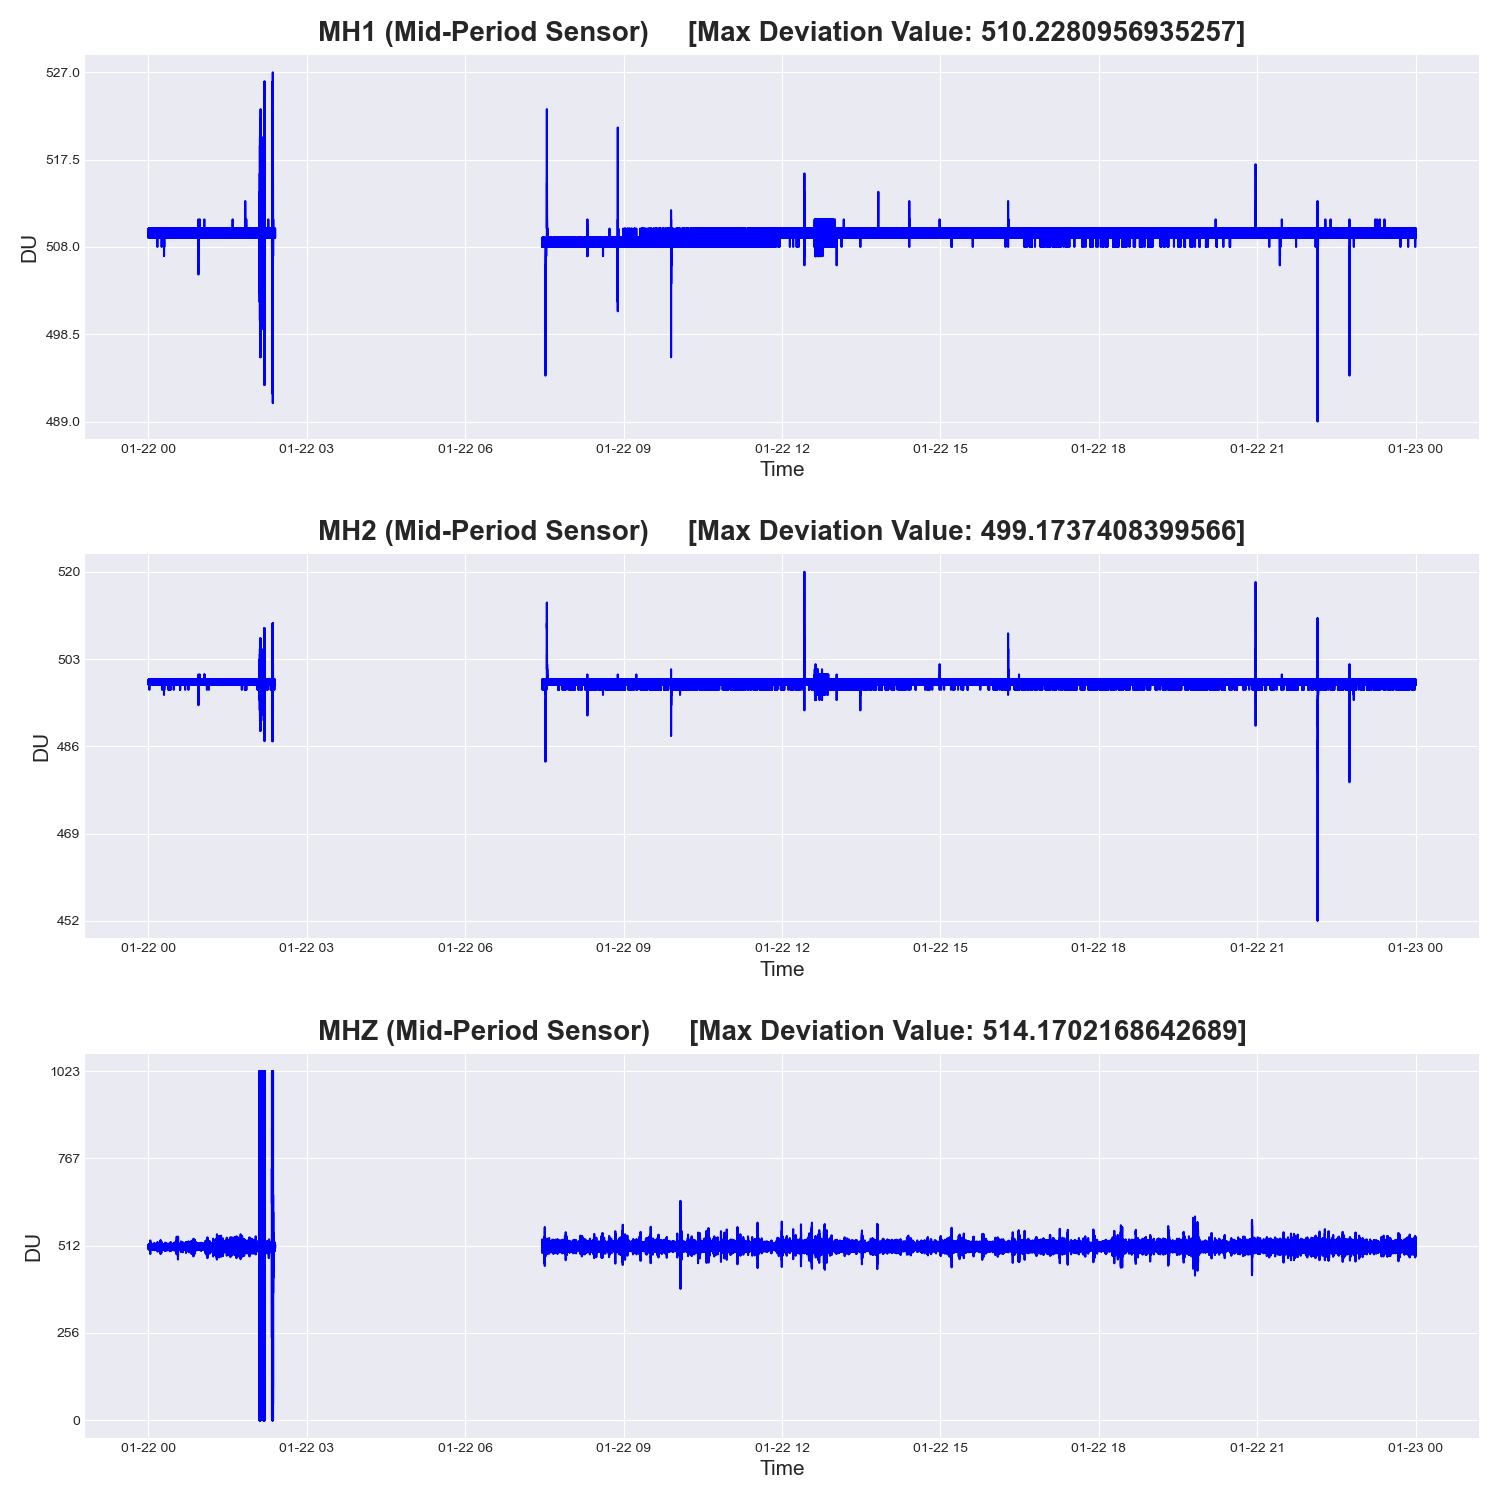 MH1 (Mid-Period Sensor) [Max Deviation Value: 510.2280956935257]
527.0
517.5
508.0
498.5
489.0
DU
01-22 00 01-22 03 01-22 06 01-22 09 01-22 12 01-22 15 01-22 18 01-22 21 01-23 00
Time
MH2 (Mid-Period Sensor) [Max Deviation Value: 499.1737408399566]
520
503
486
469
452
DU
01-22 00 01-22 03 01-22 06 01-22 09 01-22 12 01-22 15 01-22 18 01-22 21 01-23 00
Time
MHZ (Mid-Period Sensor) [Max Deviation Value: 514.1702168642689]
1023
767
512
256
0
DU
01-22 00 01-22 03 01-22 06 01-22 09 01-22 12 01-22 15 01-22 18 01-22 21 01-23 00
Time